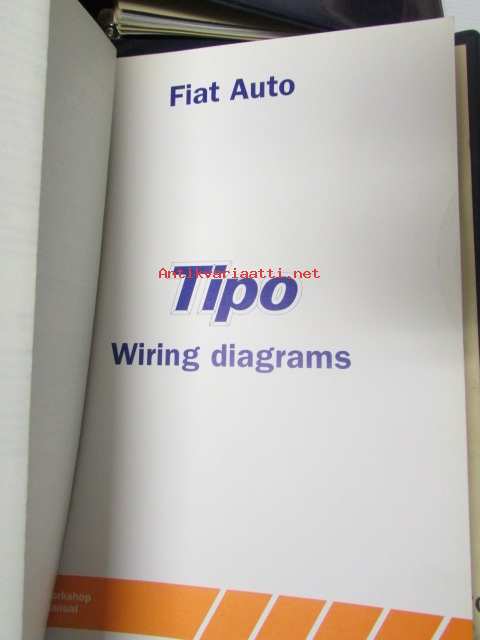 Fiat Auto
Antikvariaatti.net
Tipo
Wiring diagrams